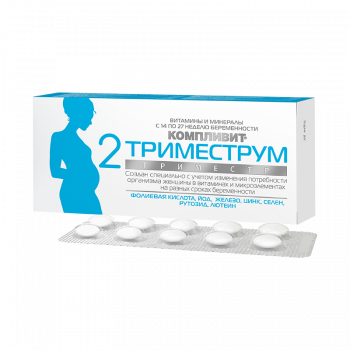 ВИТАМИНЫ И МИНЕРАЛЫ
С 14 ПО 27 НЕДЕЛЮ БЕРЕМЕННОСТИ
КОМПЛИВИТ®
2 ТРИМЕСТРУМ
ТРИМЕСТР
Создан специально с учетом изменения потребности
организма женщины в витаминах и микроэлементах
на разных сроках беременности
ФОЛИЕВАЯ КИСЛОТА, ЙОД, ЖЕЛЕЗО, ЦИНК, СЕЛЕН,
РУТОЗИД, ЛЮТЕИН